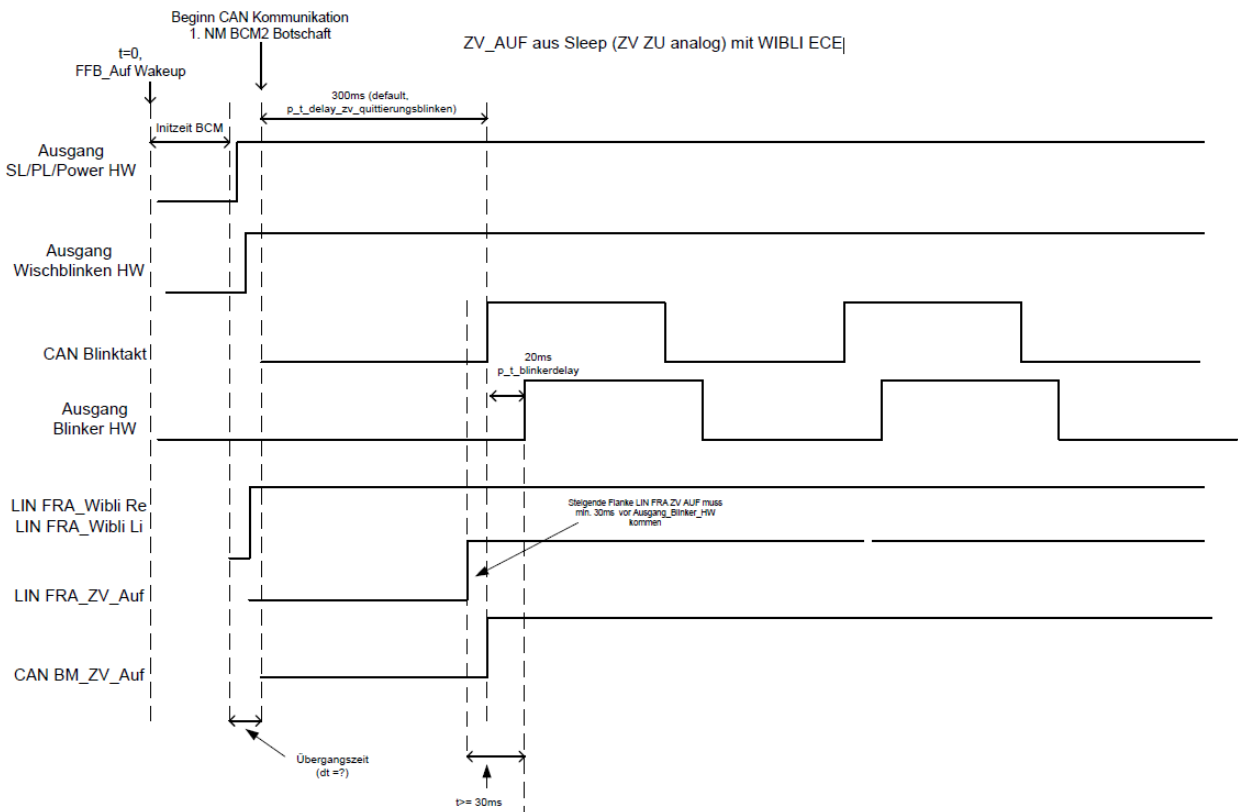 Beginn CAN Kommunikation
1. NM BCM2 Botschaft
ZV_AUF aus Sleep (ZV ZU analog) mit WIBLI ECE
t=0,
FFB_Auf Wakeup
300ms (default,
p_t_delay_zv_quittierungsblinken)
Initzeit BCM
Ausgang
SL/PL/Power HW
Ausgang
Wischblinken HW
CAN Blinktakt
20ms
p_t_blinkerdelay
Ausgang
Blinker HW
LIN FRA_Wibli Re
LIN FRA_Wibli Li
Steigende Flanke LIN FRA ZV AUF muss
min. 30ms vor Ausgang_Blinker_HW
kommen
LIN FRA_ZV_Auf
CAN BM_ZV_Auf
Übergangszeit
(dt =?)
t>= 30ms